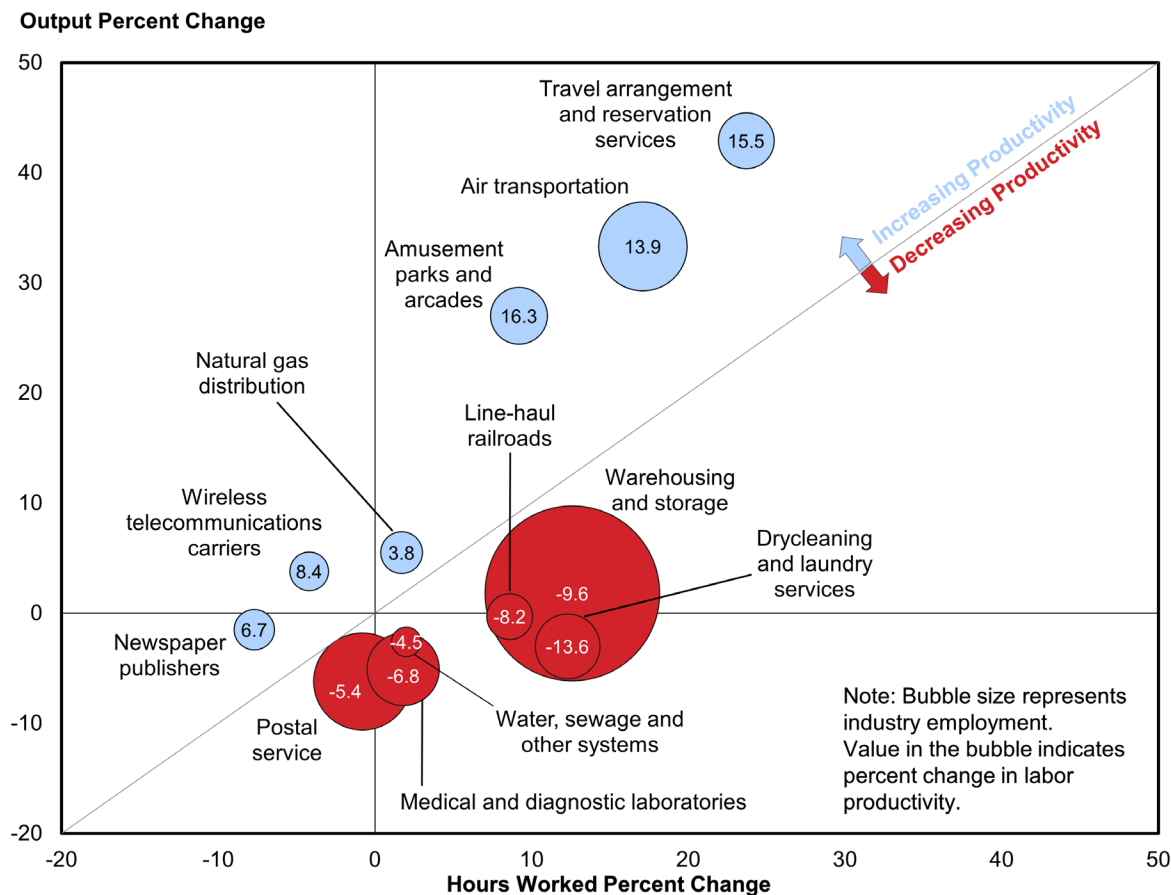 Output Percent Change
50
40
30
20
10
0
-10
-20
Travel arrangement
and reservation
services
15.5
Air transportation
13.9
Amusement
parks and
arcades
16.3
Increasing Productivity
Decreasing Productivity
Natural gas
distribution
3.8
Line-haul
railroads
-8.2
Warehousing
and storage
-9.6
Wireless
telecommunications
carriers
8.4
Drycleaning
and laundry
services
-13.6
Newspaper
publishers
6.7
-4.5
-6.8
-5.4
Postal
service
Water, sewage and
other systems
Medical and diagnostic laboratories
Note: Bubble size represents
industry employment.
Value in the bubble indicates
percent change in labor
productivity.
-20
-10
0
10
20
30
40
50
Hours Worked Percent Change